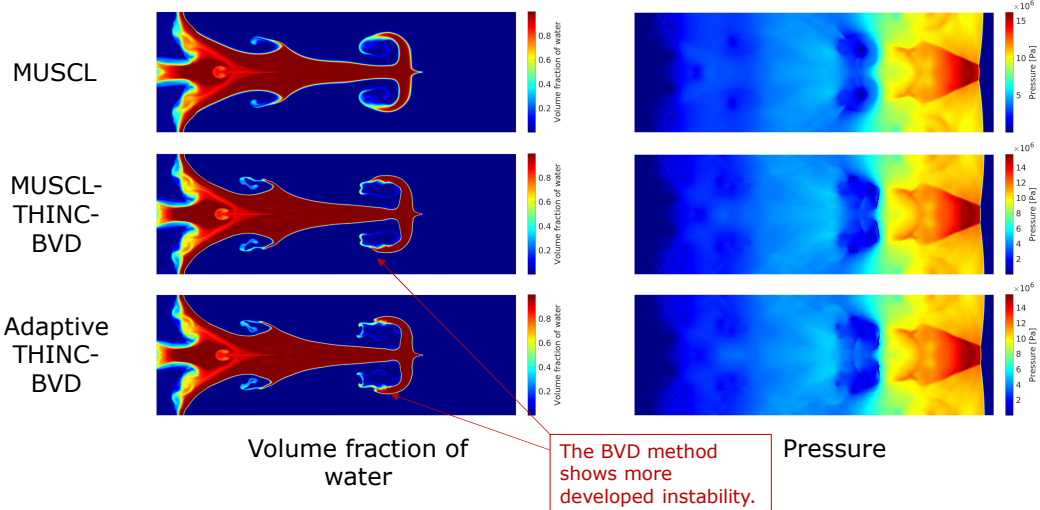 MUSCL
0.8
0.6
0.4
0.2
Volume fraction of water
×10⁶
15
10
5
Pressure [Pa]
MUSCL-
THINC-
BVD
0.8
0.6
0.4
0.2
Volume fraction of water
×10⁶
14
12
10
8
6
4
2
Pressure [Pa]
Adaptive
THINC-
BVD
0.8
0.6
0.4
0.2
Volume fraction of water
×10⁶
14
12
10
8
6
4
2
Pressure [Pa]
Volume fraction of
water
The BVD method
shows more
developed instability.
Pressure